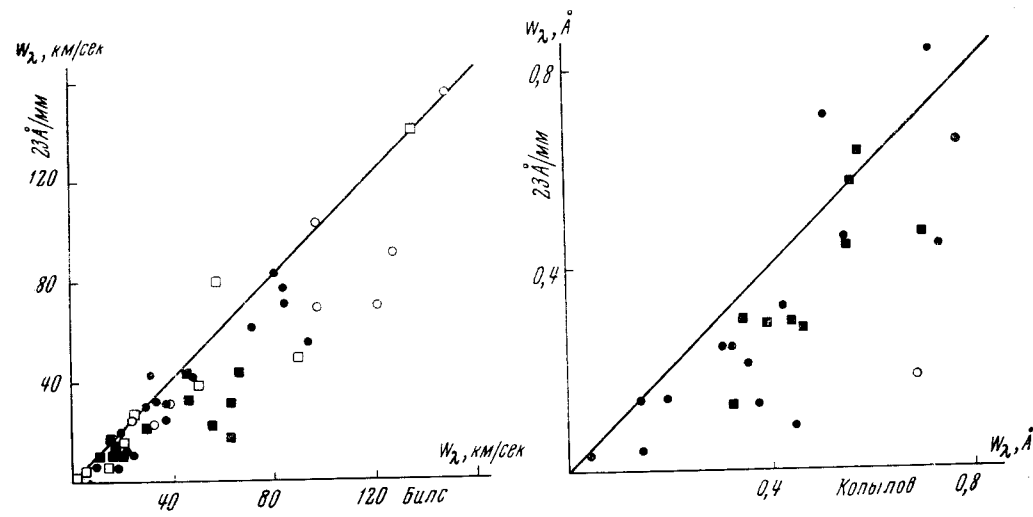 W_λ, км/сек
23Å/мм
120
80
40
40
80
120
Билс
W_λ, км/сек
W_λ, Å
0,8
23Å/мм
0,4
W_λ, Å
0,4
Копылов
0,8